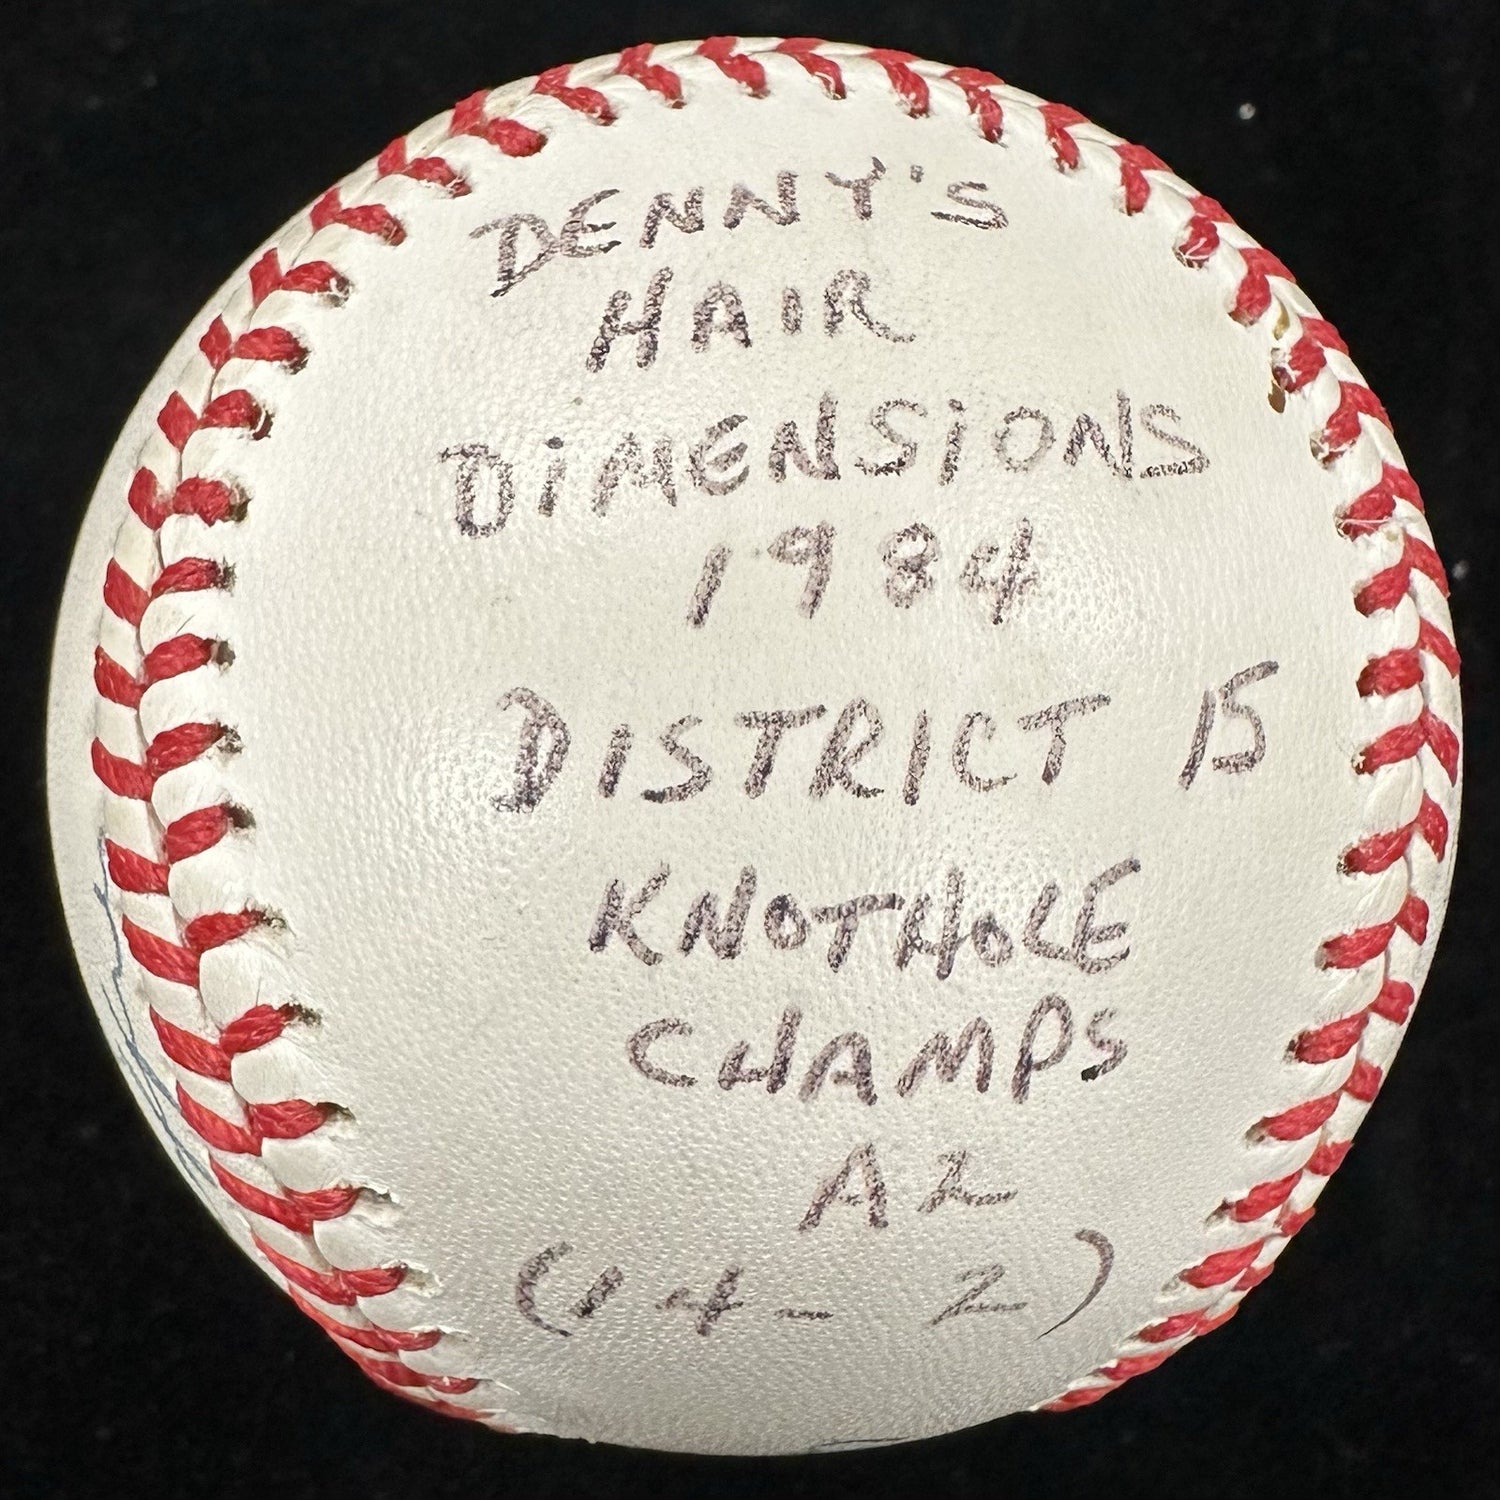 DENNY'S
HAIR
DIMENSIONS
1984
DISTRICT 15
KNOTHOLE
CHAMPS
A2
(14-2)